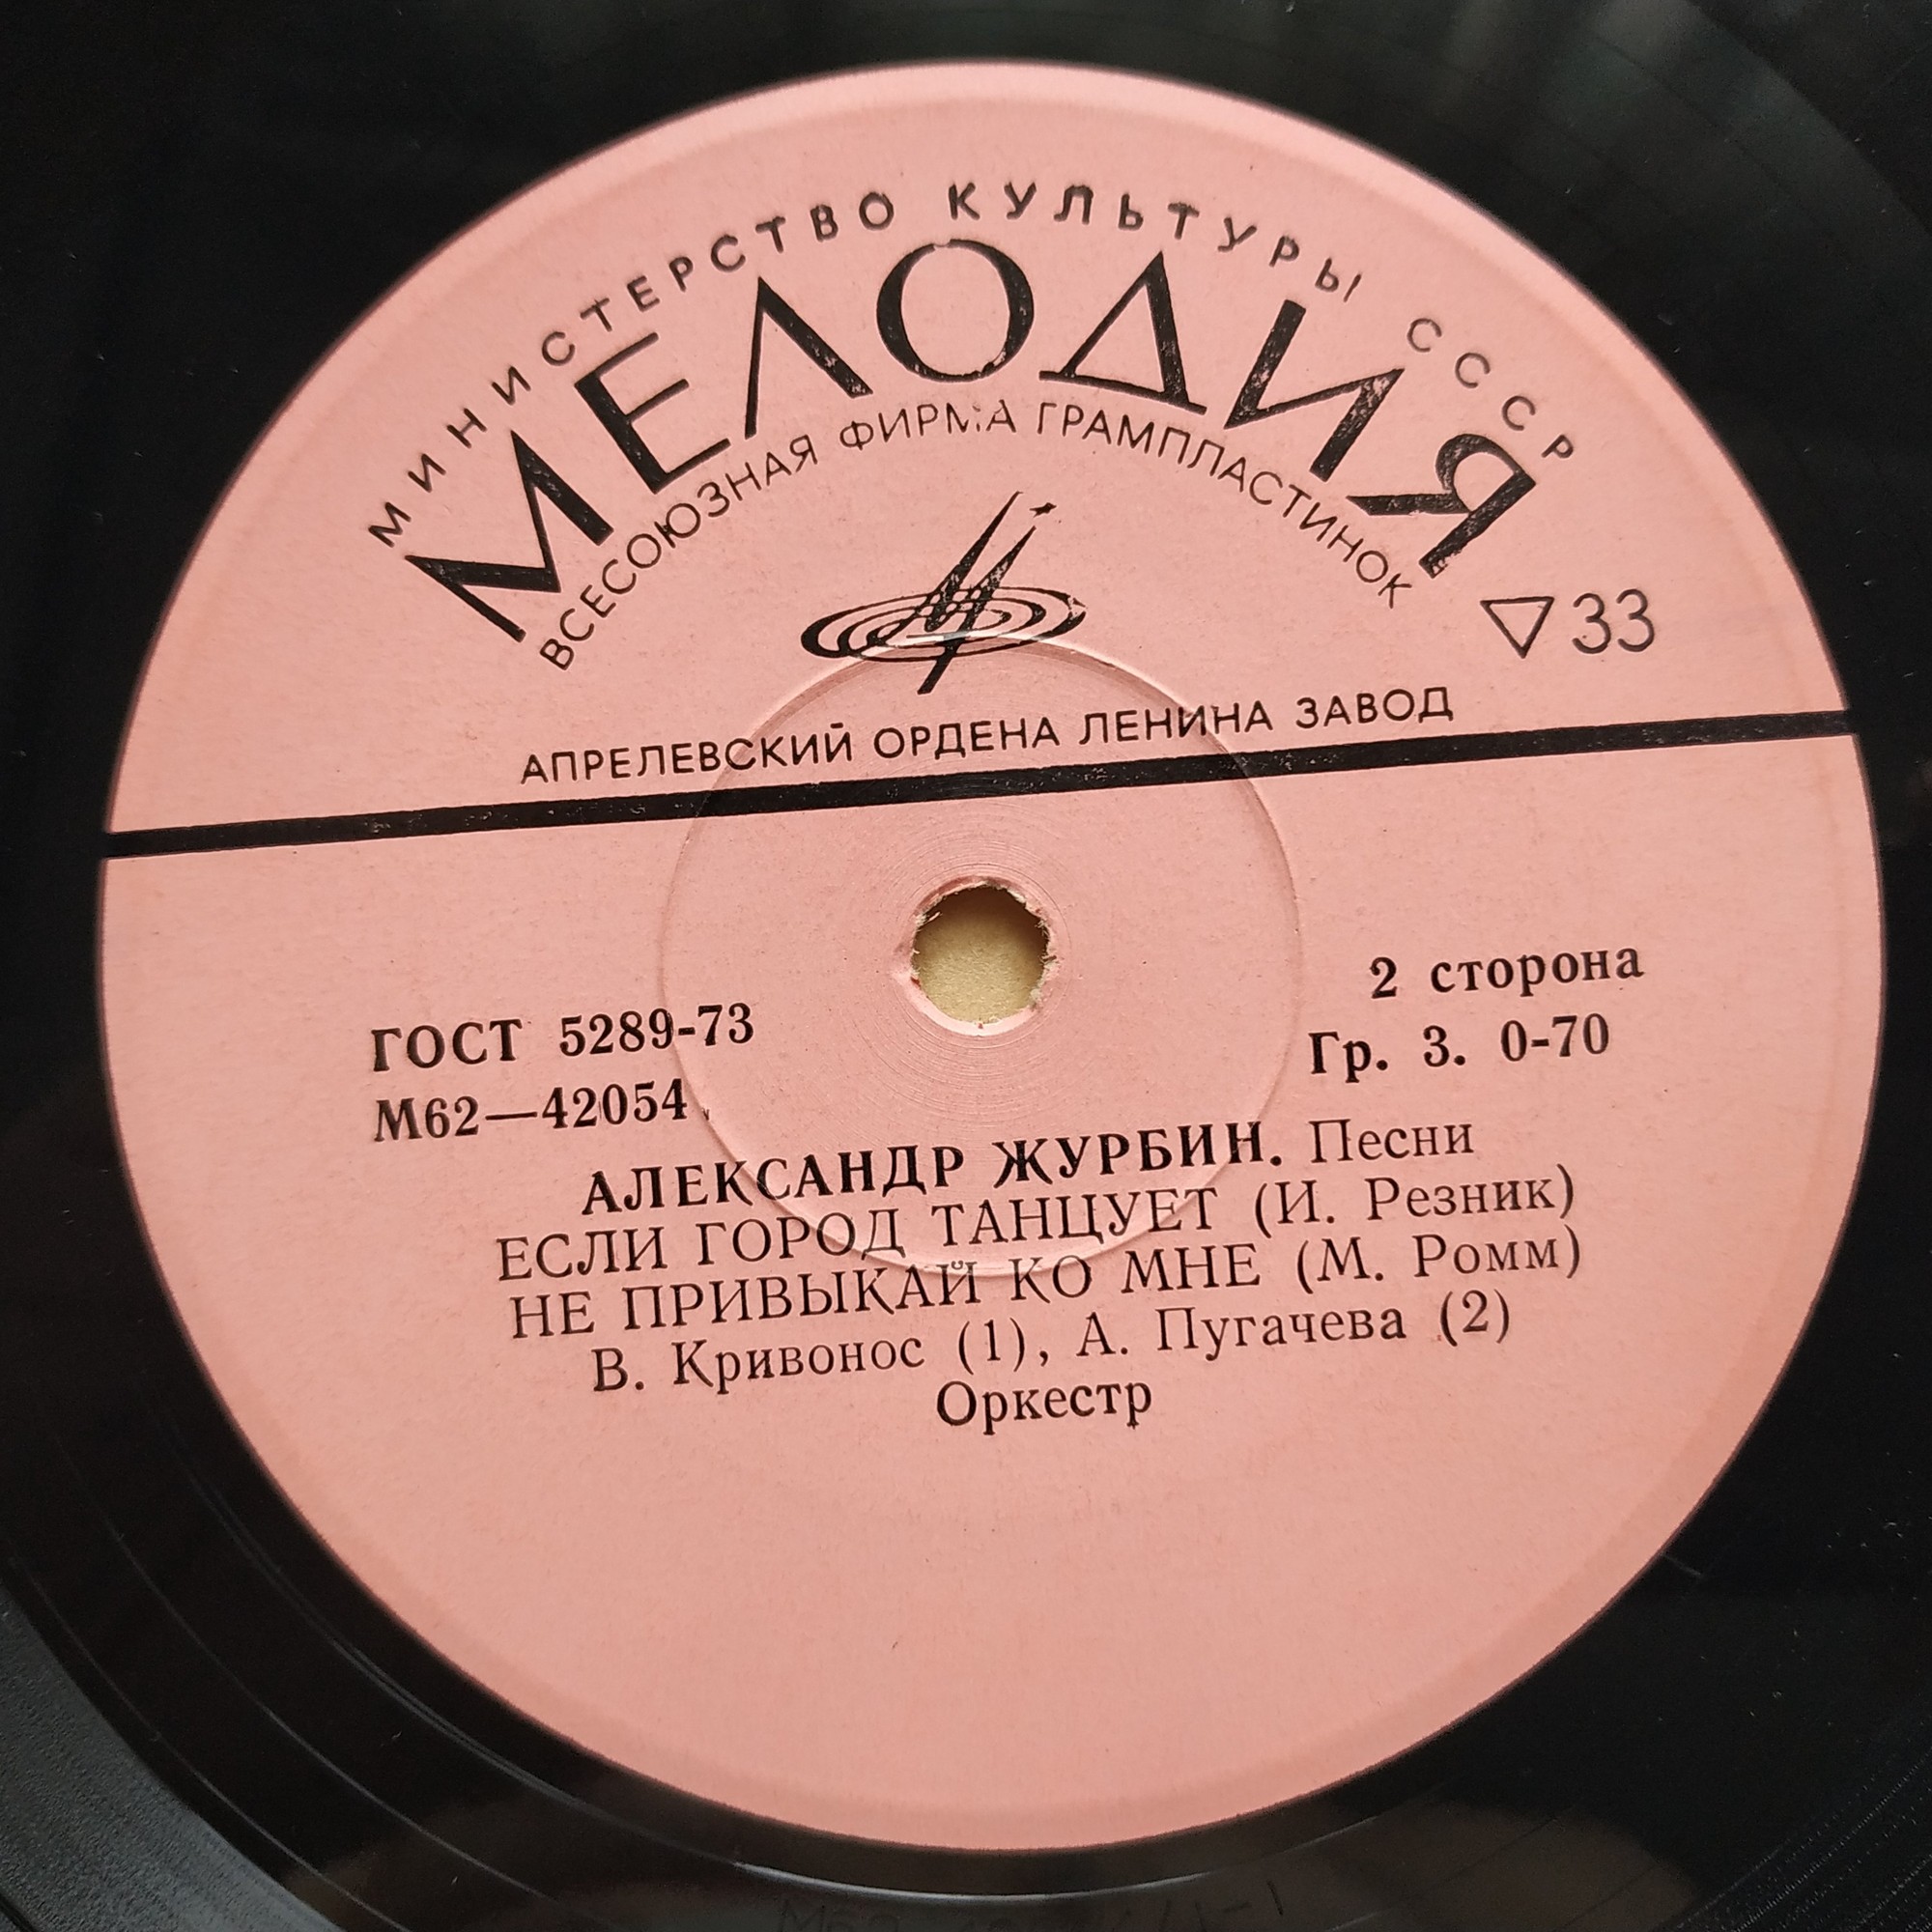 МИНИСТЕРСТВО КУЛЬТУРЫ СССР
МЕЛОДИЯ
ВСЕСОЮЗНАЯ ФИРМА ГРАМПЛАСТИНОК
33
АПРЕЛЕВСКИЙ ОРДЕНА ЛЕНИНА ЗАВОД
2 сторона
ГОСТ 5289-73
Гр. 3. 0-70
М62—42054
АЛЕКСАНДР ЖУРБИН. Песни
ЕСЛИ ГОРОД ТАНЦУЕТ (И. Резник)
НЕ ПРИВЫКАЙ КО МНЕ (М. Ромм)
В. Кривонос (1), А. Пугачева (2)
Оркестр